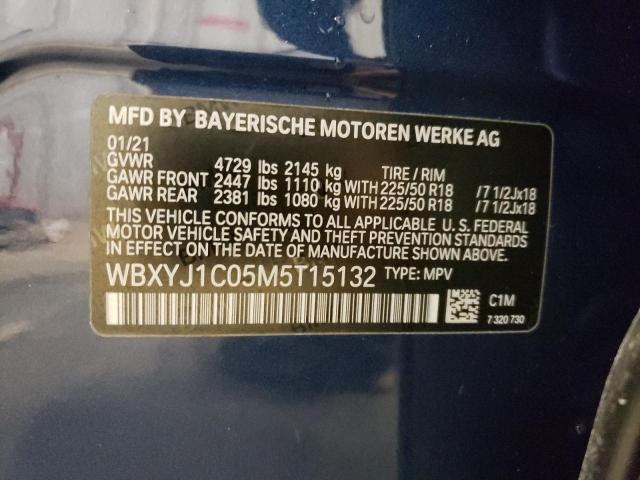 MFD BY BAYERISCHE MOTOREN WERKE AG
01/21
GVWR 4729 lbs 2145 kg TIRE / RIM
GAWR FRONT 2447 lbs 1110 kg WITH 225/50 R18 /7 1/2Jx18
GAWR REAR 2381 lbs 1080 kg WITH 225/50 R18 /7 1/2Jx18
THIS VEHICLE CONFORMS TO ALL APPLICABLE U. S. FEDERAL
MOTOR VEHICLE SAFETY AND THEFT PREVENTION STANDARDS
IN EFFECT ON THE DATE OF MANUFACTURE SHOWN ABOVE.
WBXYJ1C05M5T15132 TYPE: MPV
C1M
7 320 730